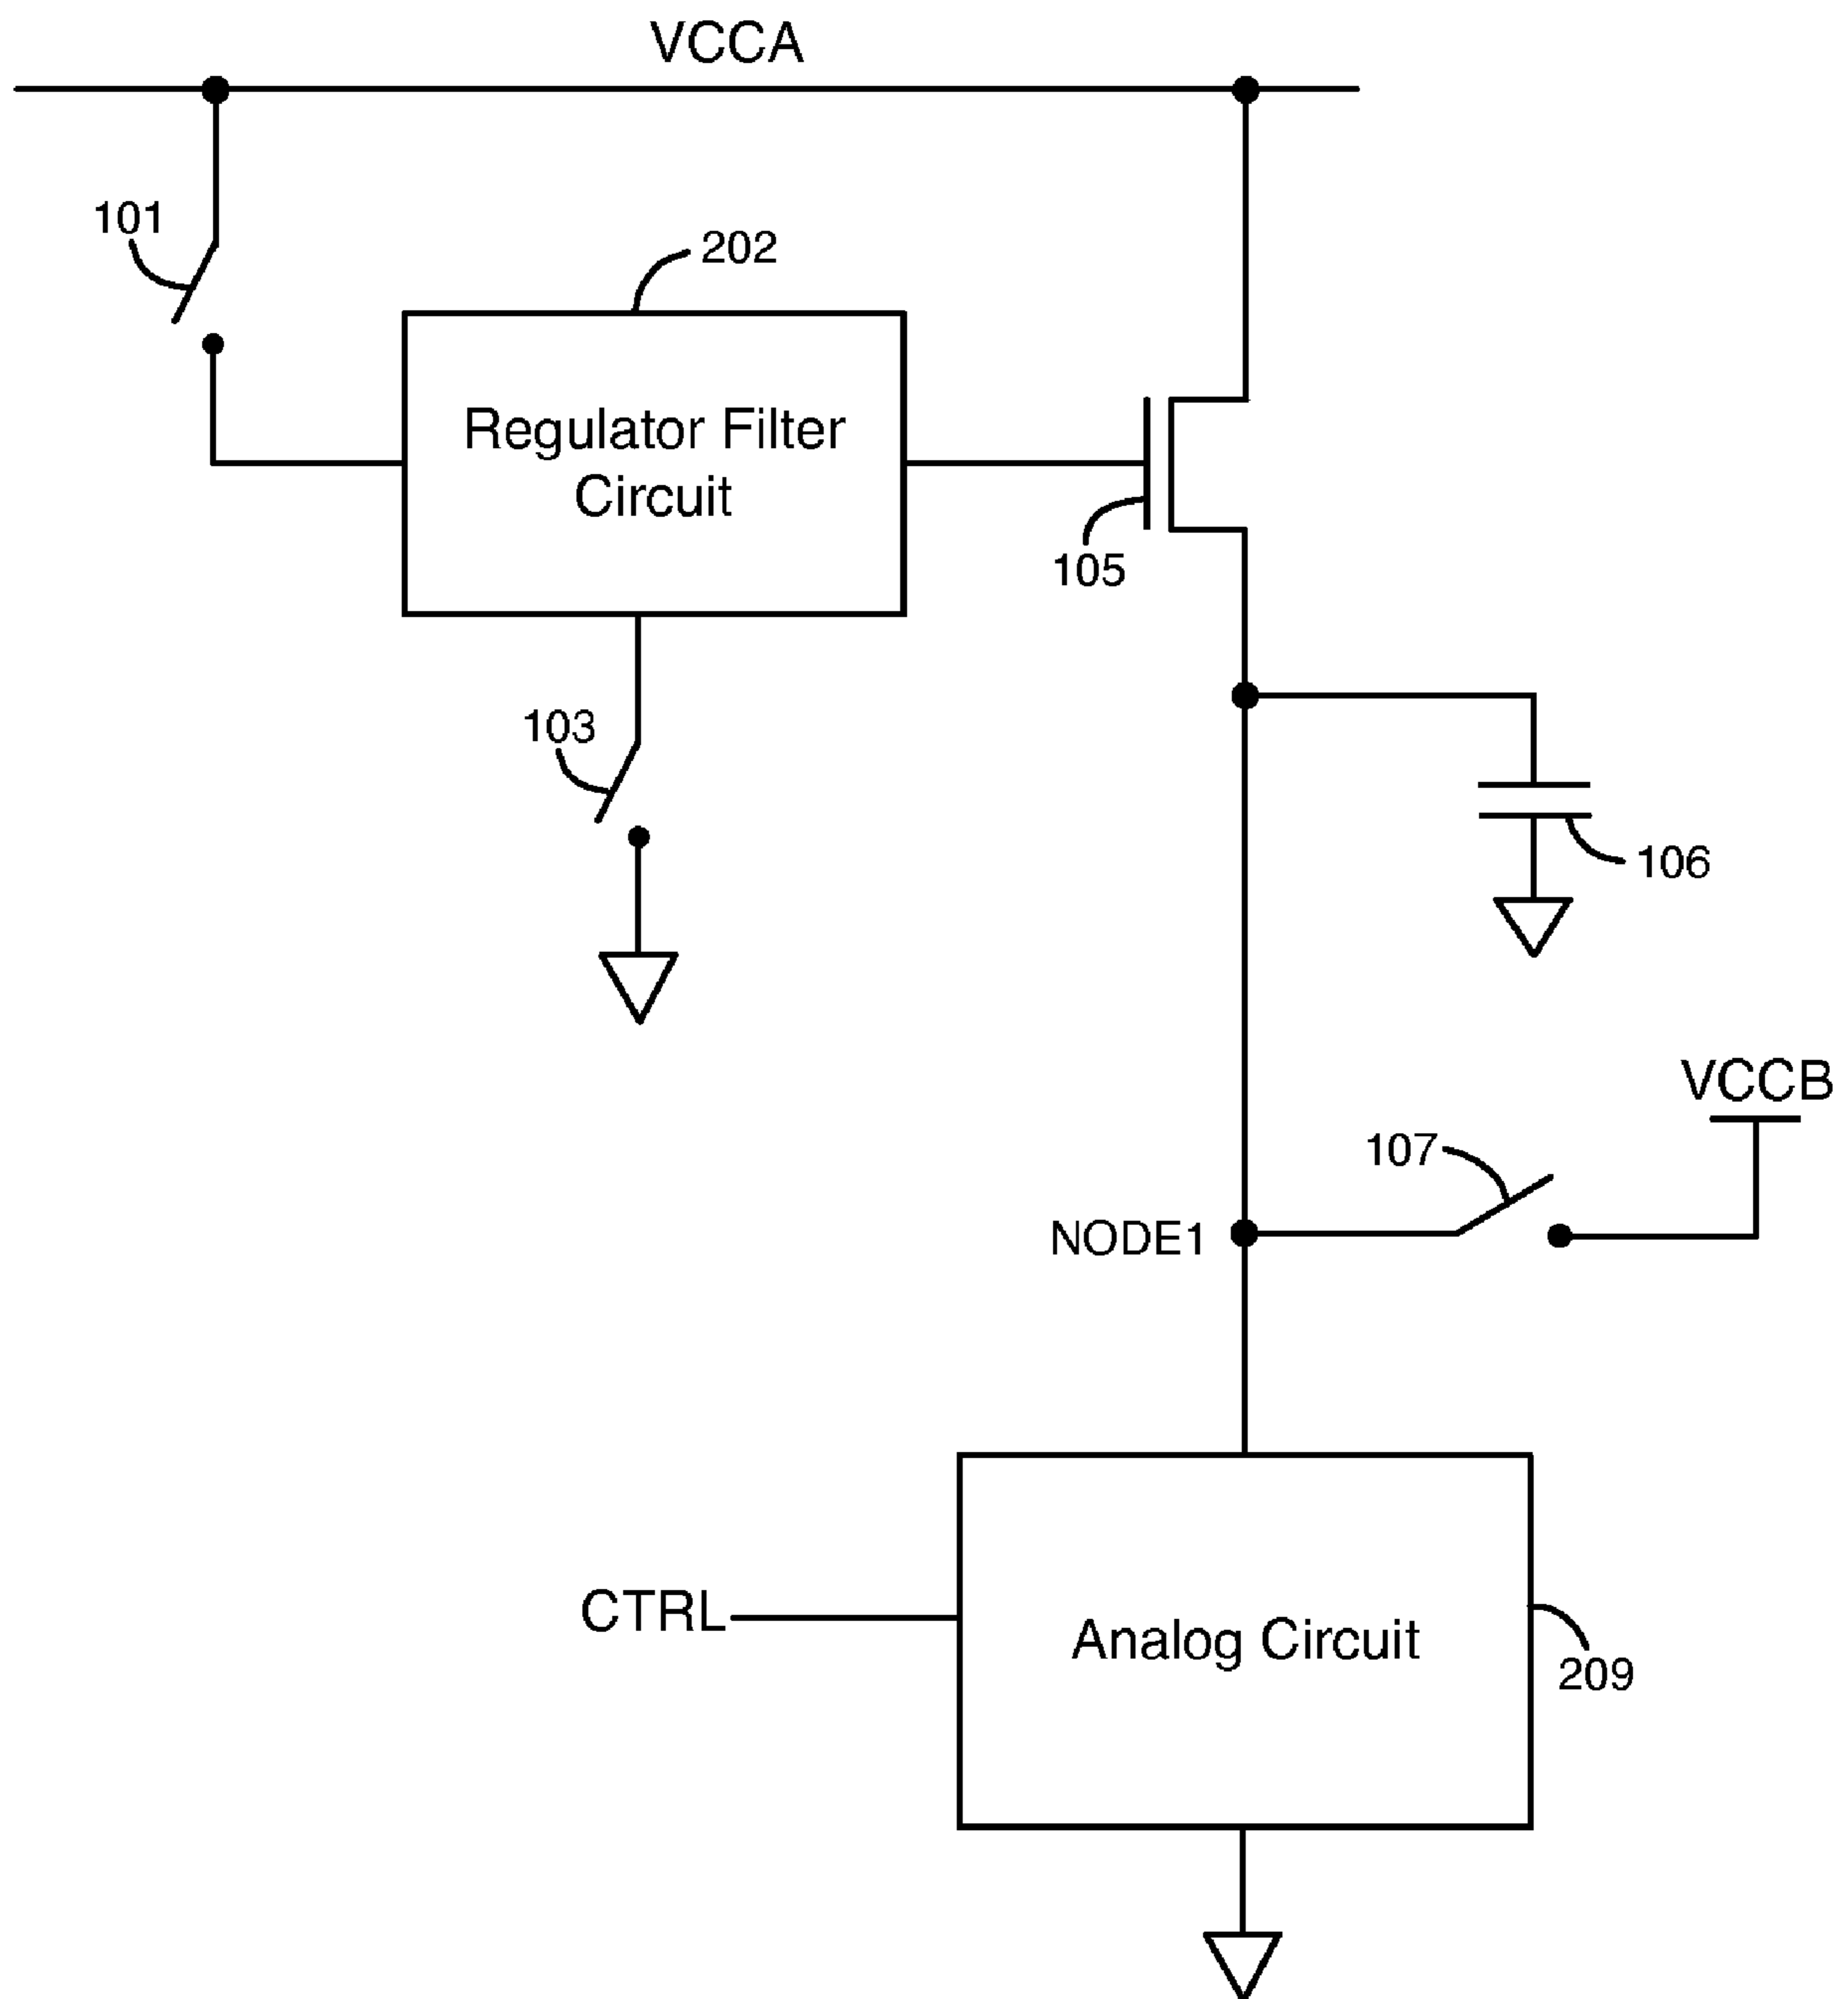 VCCA
101
202
Regulator Filter
Circuit
105
103
106
VCCB
107
NODE1
CTRL
Analog Circuit
209